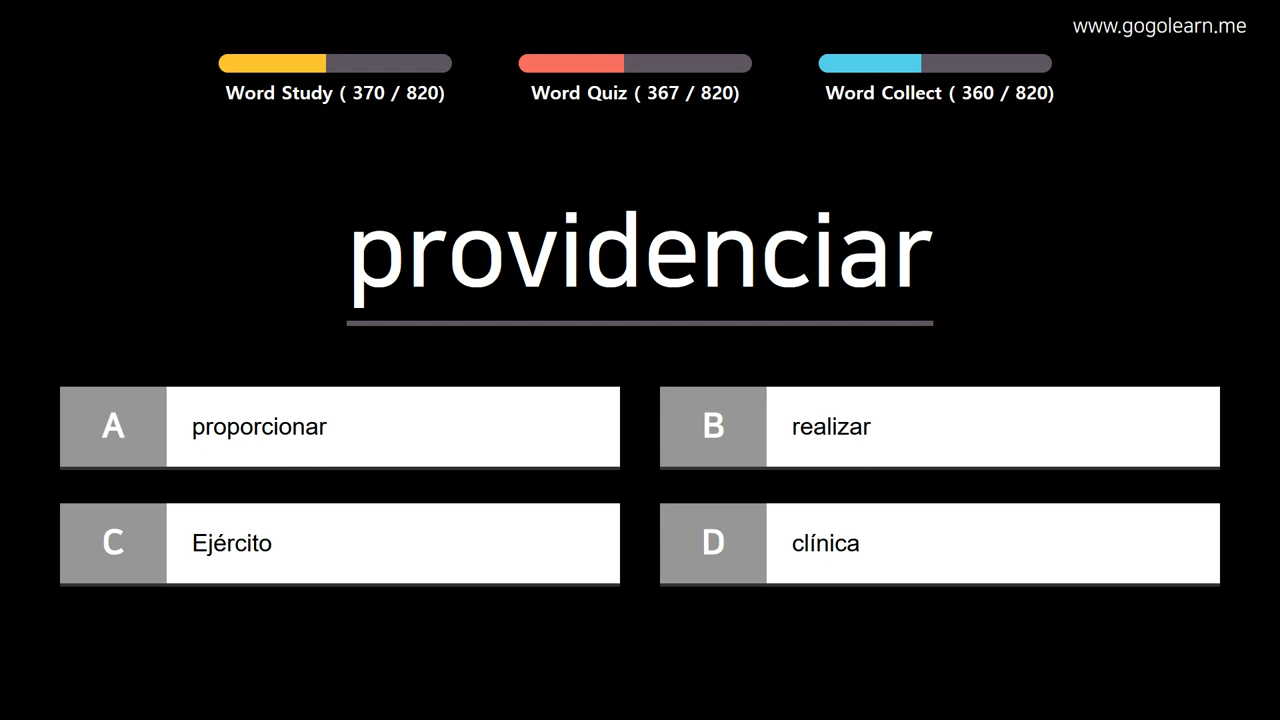 www.gogolearn.me
Word Study ( 370 / 820)
Word Quiz ( 367 / 820)
Word Collect ( 360 / 820)
providenciar
A proporcionar
B realizar
C Ejército
D clínica